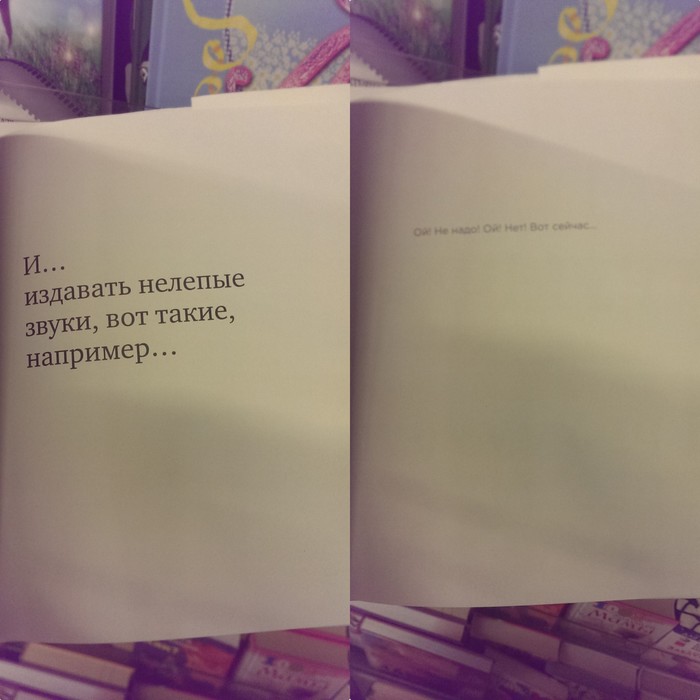 И...
издавать нелепые
звуки, вот такие,
например...
Ой! Не надо! Ой! Нет! Вот сейчас...